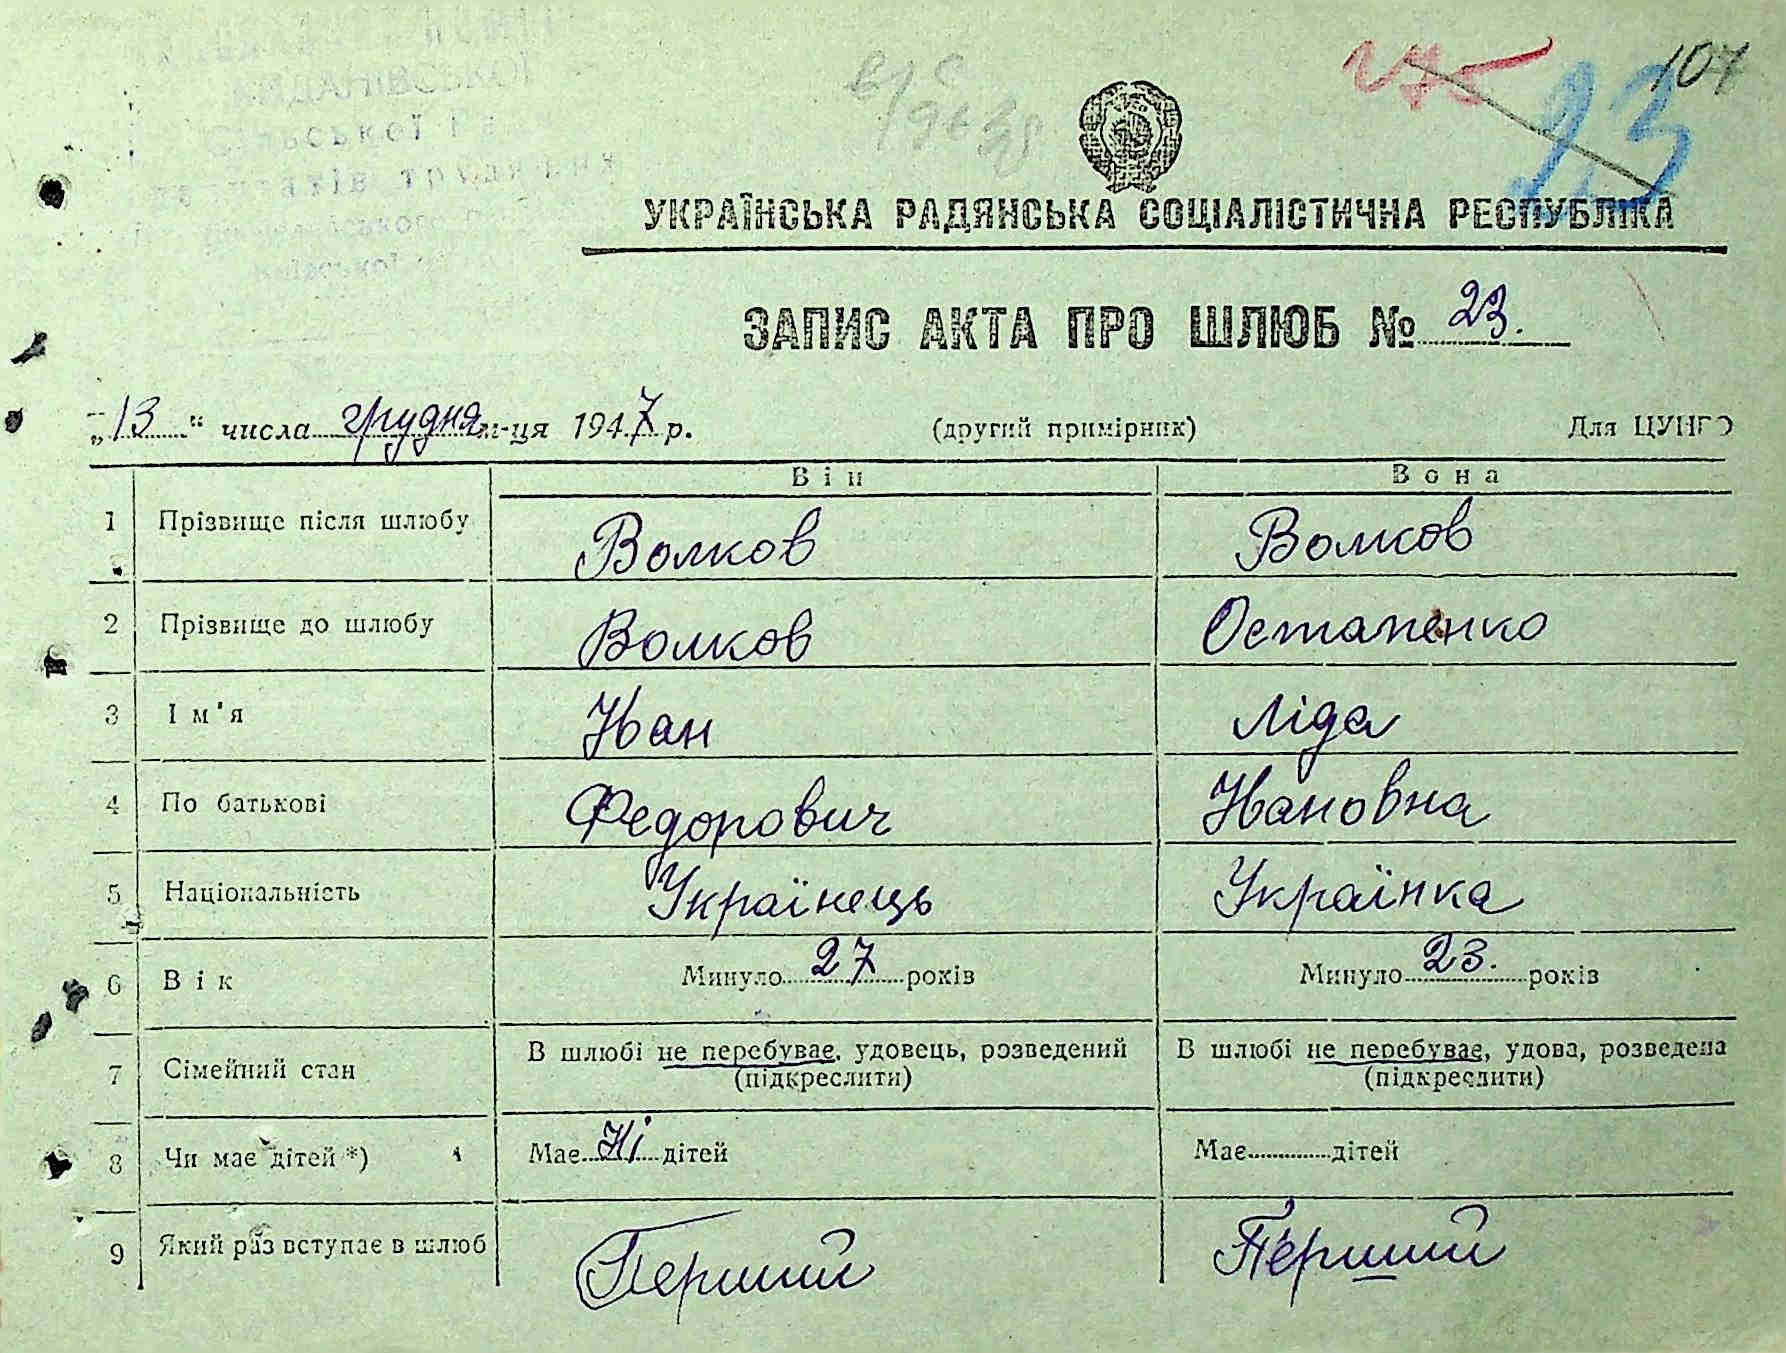 275
23
107
УКРАЇНСЬКА РАДЯНСЬКА СОЦІАЛІСТИЧНА РЕСПУБЛІКА
ЗАПИС АКТА ПРО ШЛЮБ № 23.
„13" числа грудня м-ця 1947 р. (другий примірник) Для ЦУНГО
Він Вона
1 Прізвище після шлюбу Волков Волков
2 Прізвище до шлюбу Волков Остапенко
3 Ім'я Иван Ліда
4 По батькові Федорович Ивановна
5 Національність Українець Українка
6 Вік Минуло 27 років Минуло 23. років
7 Сімейний стан В шлюбі не перебуває, удовець, розведений В шлюбі не перебуває, удова, розведена
(підкреслити) (підкреслити)
8 Чи має дітей *) Має Ні дітей Має дітей
9 Який раз вступає в шлюб Перший Перший